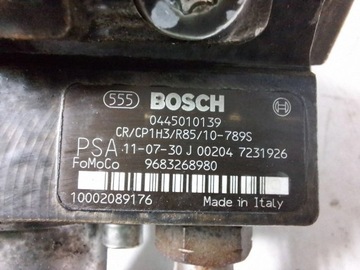 555 BOSCH
0445010139
CR/CP1H3/R85/10-789S
PSA 11-07-30 J 00204 7231926
FoMoCo 9683268980
10002089176 Made in Italy